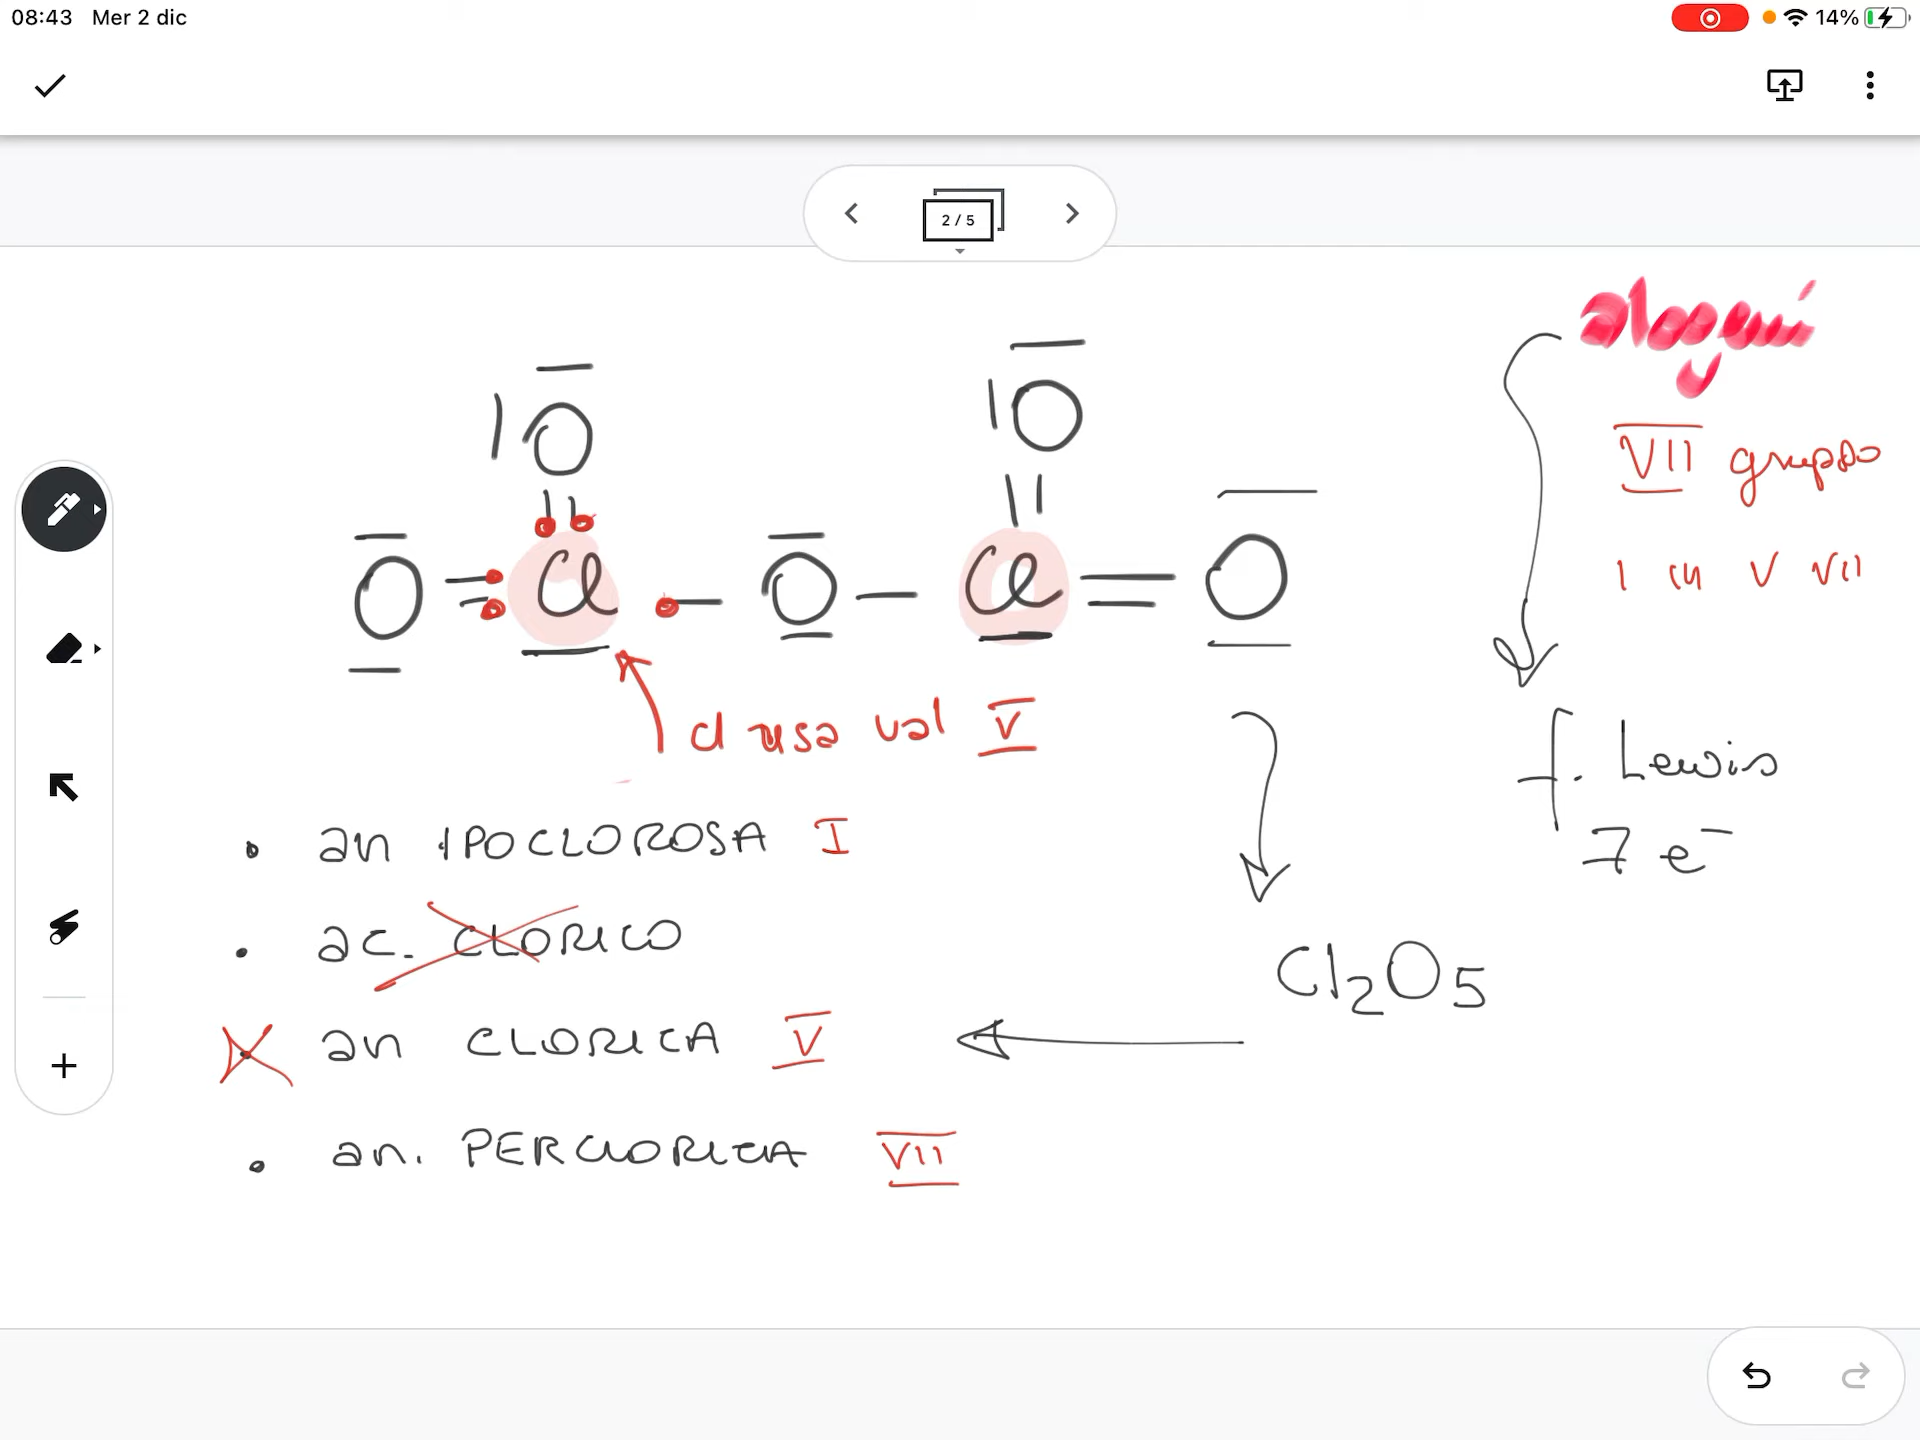 08:43 Mer 2 dic
14%
2 / 5
alogeni
VII gruppo
I III V VII
f. Lewis
7 e⁻
O
O
O = Cl - O - Cl = O
Cl usa val V
an IPOCLOROSA I
ac. CLORICO
an CLORICA V
an. PERCLORICA VII
Cl₂O₅